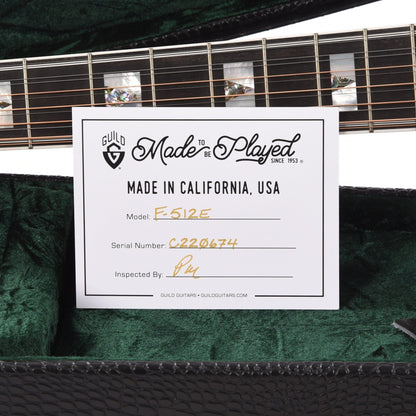 GUILD
G
Made TO BE Played
SINCE 1953
MADE IN CALIFORNIA, USA
Model: F-512E
Serial Number: C-220674
Inspected By:
GUILD GUITARS • GUILDGUITARS.COM